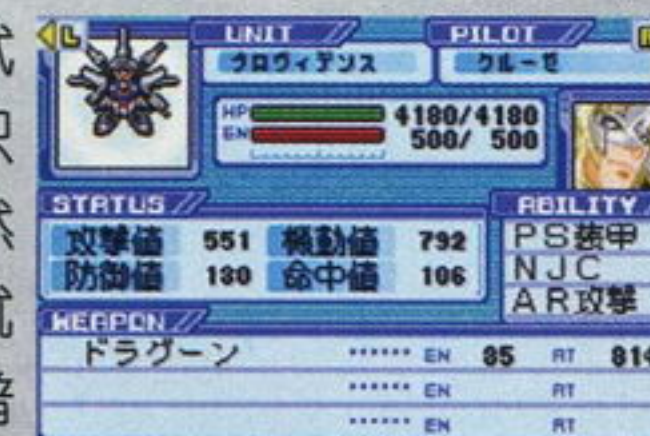 L UNIT PILOT
プロヴィデンス クルーゼ
HP 4180/4180
EN 500/ 500
STATUS
攻撃値 551 機動値 792
防御値 130 命中値 106
ABILITY
PS装甲
NJC
AR攻撃
WEAPON
ドラグーン ****** EN 85 AT 814
****** EN AT
****** EN AT